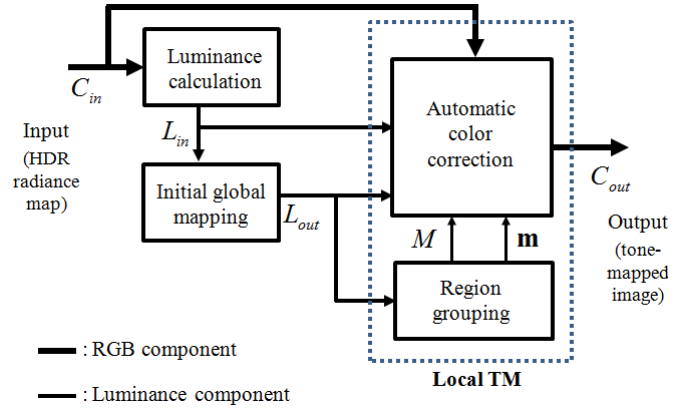 Luminance
calculation
C_in
Input
(HDR
radiance
map)
L_in
Initial global
mapping
L_out
Automatic
color
correction
C_out
Output
(tone-
mapped
image)
M
m
Region
grouping
Local TM
: RGB component
: Luminance component